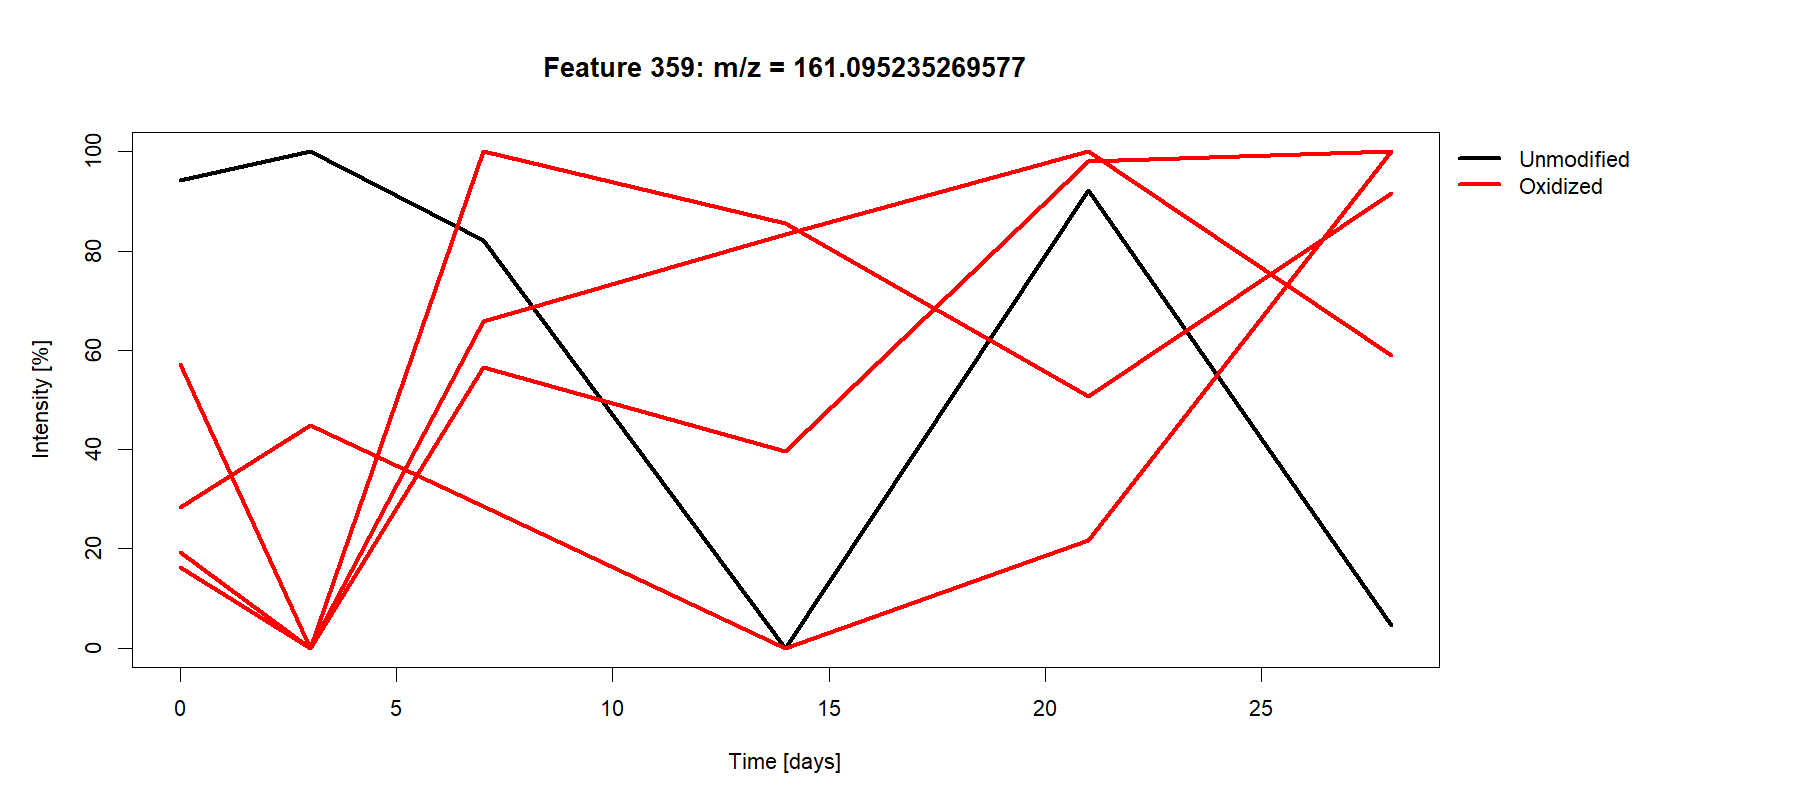 Feature 359: m/z = 161.095235269577
Unmodified
Oxidized
100
80
60
40
20
0
Intensity [%]
0 5 10 15 20 25
Time [days]